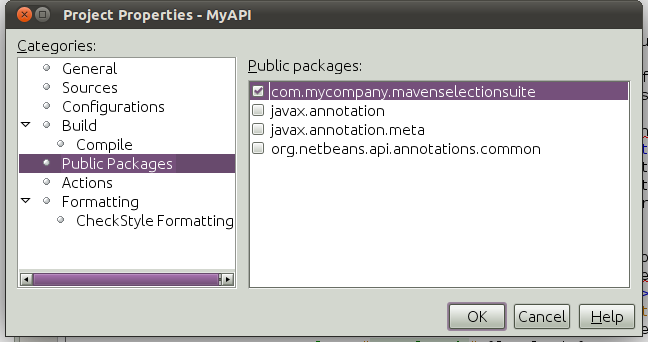 Project Properties - MyAPI
Categories:
General
Sources
Configurations
Build
Compile
Public Packages
Actions
Formatting
CheckStyle Formatting
Public packages:
com.mycompany.mavenselectionsuite
javax.annotation
javax.annotation.meta
org.netbeans.api.annotations.common
OK
Cancel
Help